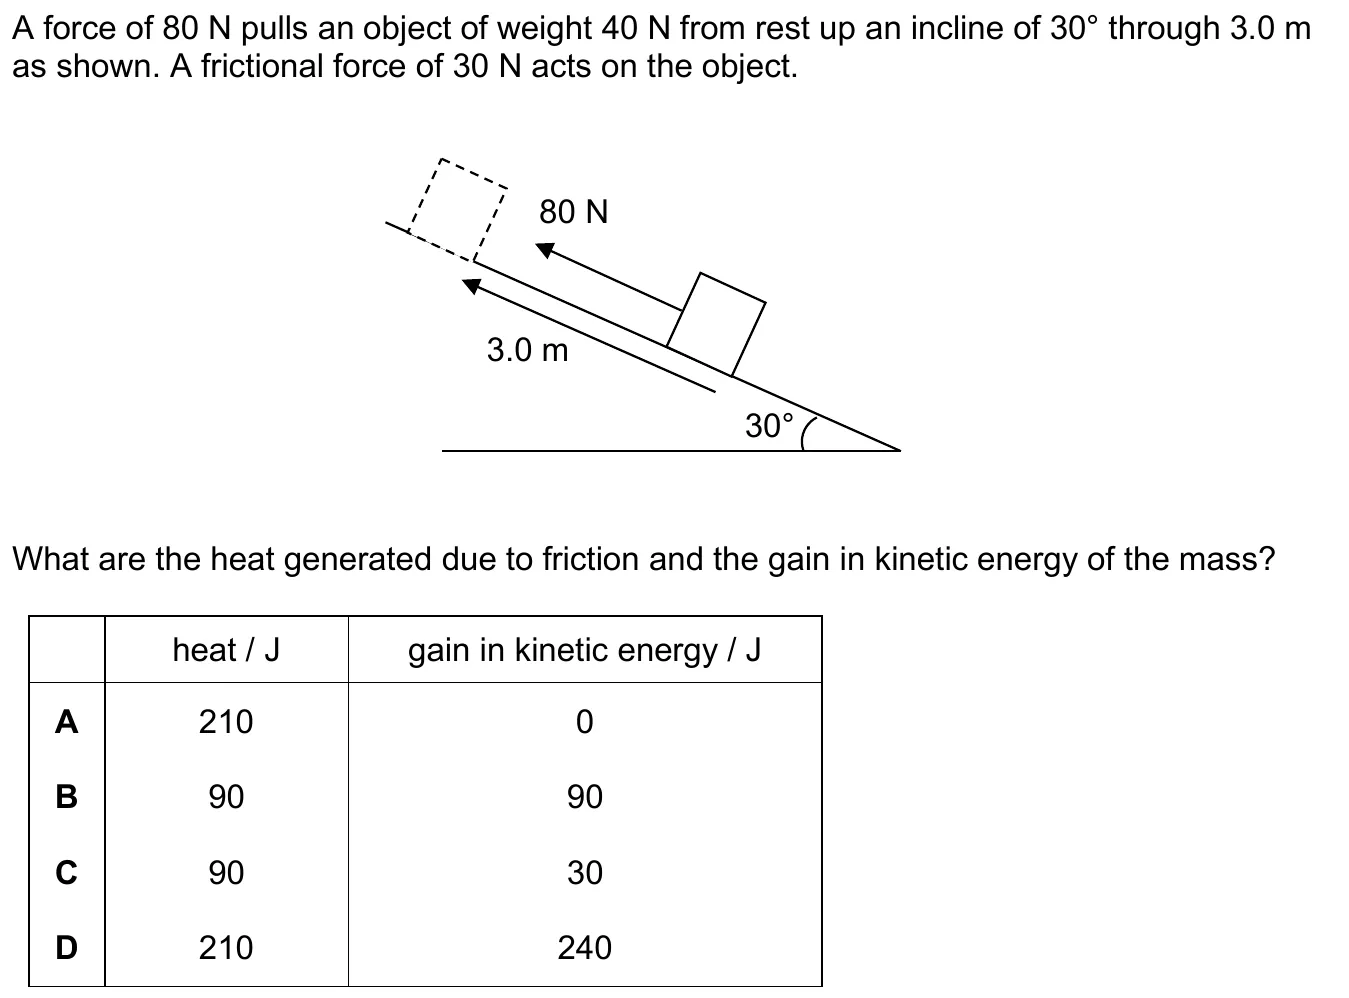 A force of 80 N pulls an object of weight 40 N from rest up an incline of 30° through 3.0 m
as shown. A frictional force of 30 N acts on the object.
80 N
3.0 m
30°
What are the heat generated due to friction and the gain in kinetic energy of the mass?
heat / J gain in kinetic energy / J
A 210 0
B 90 90
C 90 30
D 210 240